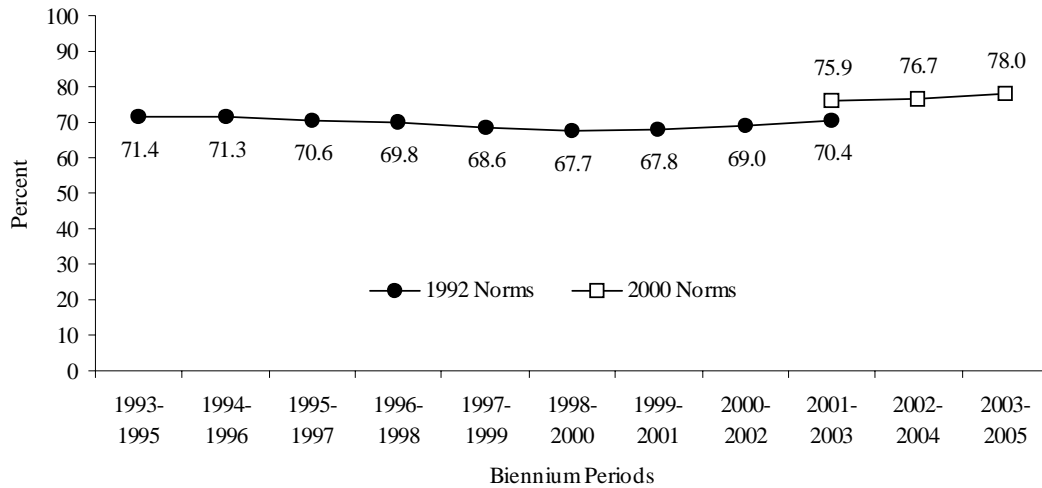 100
90
80
70
60
50
40
30
20
10
0
Percent
75.9 76.7 78.0
71.4 71.3 70.6 69.8 68.6 67.7 67.8 69.0 70.4
1992 Norms 2000 Norms
1993- 1994- 1995- 1996- 1997- 1998- 1999- 2000- 2001- 2002- 2003-
1995 1996 1997 1998 1999 2000 2001 2002 2003 2004 2005
Biennium Periods